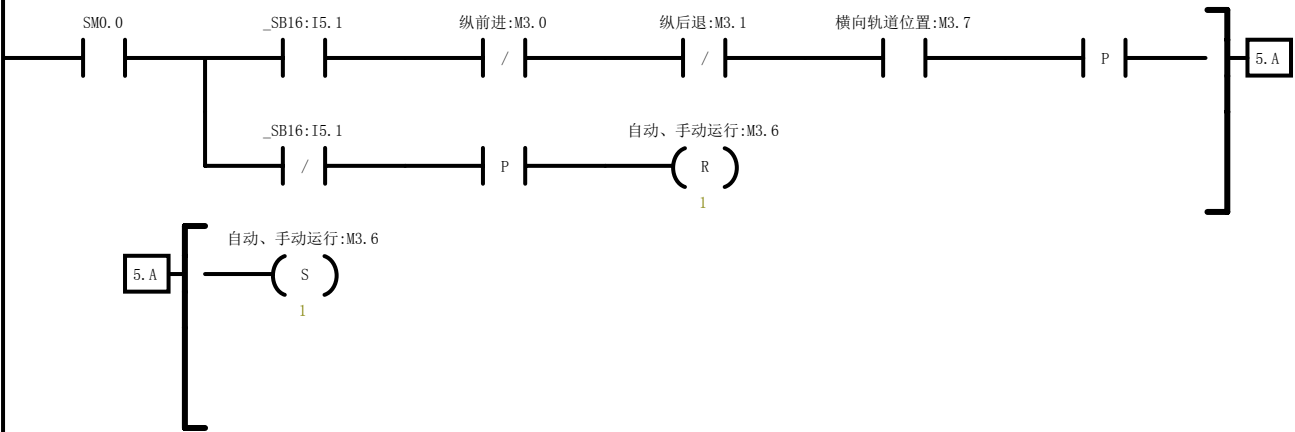 SM0.0 _SB16:I5.1 纵前进:M3.0 纵后退:M3.1 横向轨道位置:M3.7
/ / P 5.A
_SB16:I5.1 自动、手动运行:M3.6
/ P R
1
自动、手动运行:M3.6
5.A S
1